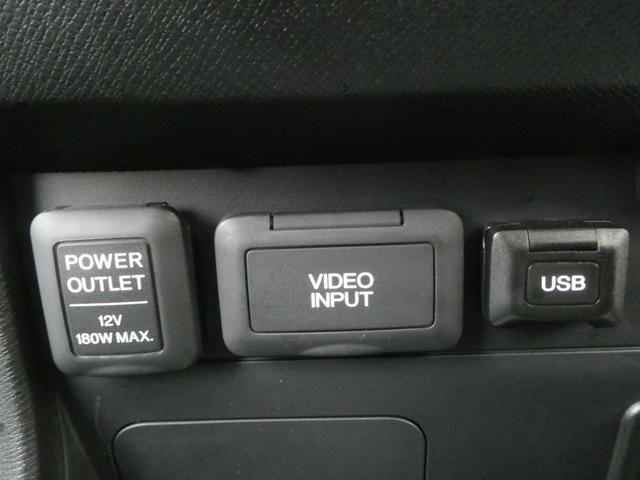 POWER
OUTLET
12V
180W MAX.
VIDEO
INPUT
USB